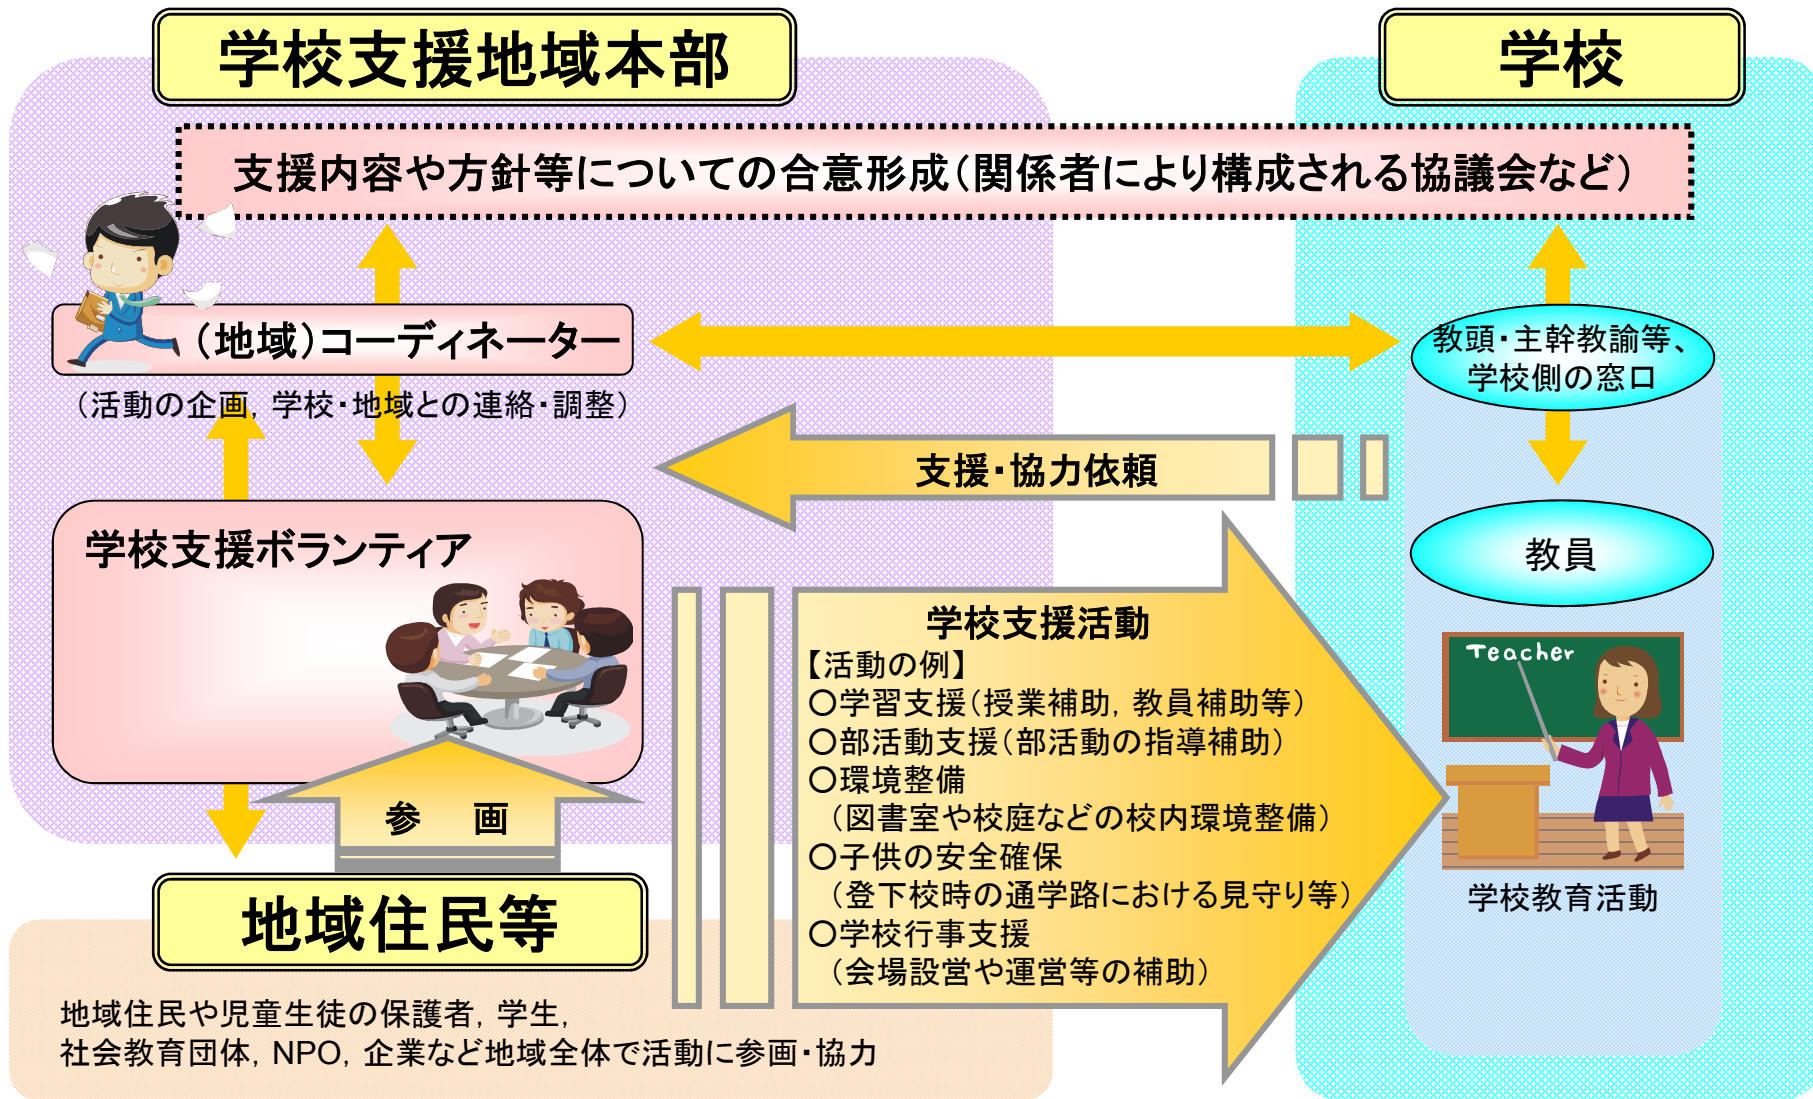 学校支援地域本部
学校
支援内容や方針等についての合意形成（関係者により構成される協議会など）
（地域）コーディネーター
教頭・主幹教諭等、
学校側の窓口
（活動の企画，学校・地域との連絡・調整）
支援・協力依頼
学校支援ボランティア
教員
学校支援活動
【活動の例】
○学習支援（授業補助，教員補助等）
○部活動支援（部活動の指導補助）
○環境整備
（図書室や校庭などの校内環境整備）
○子供の安全確保
（登下校時の通学路における見守り等）
○学校行事支援
（会場設営や運営等の補助）
Teacher
学校教育活動
参　画
地域住民等
地域住民や児童生徒の保護者，学生，
社会教育団体，NPO，企業など地域全体で活動に参画・協力